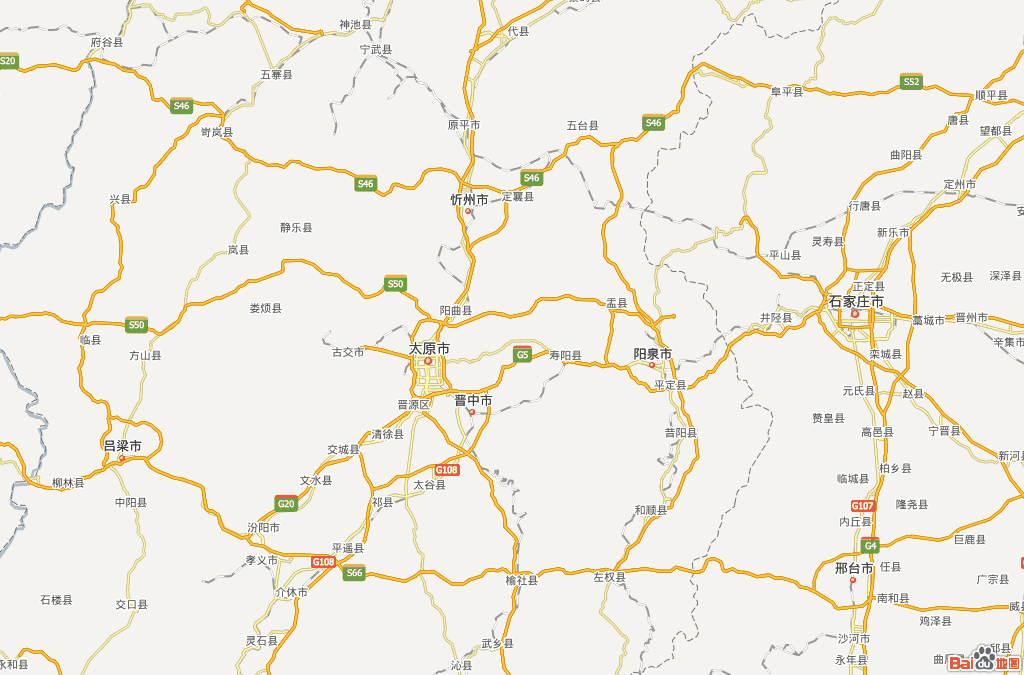 神池县
代县
府谷县
宁武县
S20
五寨县
S52
阜平县
顺平县
S46
原平市
五台县
S46
唐县
岢岚县
望都县
曲阳县
S46
S46
定州市
兴县
忻州市
定襄县
行唐县
静乐县
新乐市
岚县
灵寿县
平山县
无极县
深泽县
S50
正定县
娄烦县
阳曲县
盂县
石家庄市
S50
井陉县
藁城市
晋州市
临县
辛集市
古交市
太原市
G5
寿阳县
阳泉市
栾城县
方山县
平定县
元氏县
赵县
晋源区
晋中市
赞皇县
清徐县
昔阳县
高邑县
宁晋县
吕梁市
交城县
新河县
G108
柏乡县
柳林县
文水县
太谷县
临城县
中阳县
G20
祁县
和顺县
G107
隆尧县
汾阳市
内丘县
平遥县
G4
巨鹿县
孝义市
G108
S66
榆社县
左权县
邢台市
任县
广宗县
石楼县
交口县
介休市
南和县
威县
鸡泽县
灵石县
武乡县
沙河市
永和县
沁县
永年县
曲
邱县
Bai du 地图